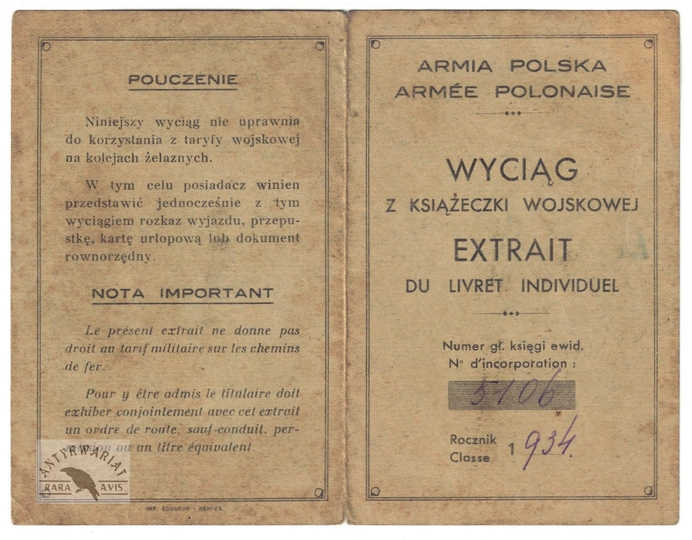 POUCZENIE
Niniejszy wyciąg nie uprawnia
do korzystania z taryfy wojskowej
na kolejach żelaznych.
W tym celu posiadacz winien
przedstawić jednocześnie z tym
wyciągiem rozkaz wyjazdu, przepu-
stkę, kartę urlopową lub dokument
równorzędny.
NOTA IMPORTANT
Le présent extrait ne donne pas
droit au tarif militaire sur les chemins
de fer.
Pour y être admis le titulaire doit
exhiber conjointement avec cet extrait
un ordre de route, sauf-conduit, per-
ou un titre équivalent.
ANTYKWARIAT
RARA AVIS
ARMIA POLSKA
ARMÉE POLONAISE
WYCIĄG
Z KSIĄŻECZKI WOJSKOWEJ
EXTRAIT
DU LIVRET INDIVIDUEL
Numer gł. księgi ewid.
N° d'incorporation :
5106
Rocznik
Classe 1934.